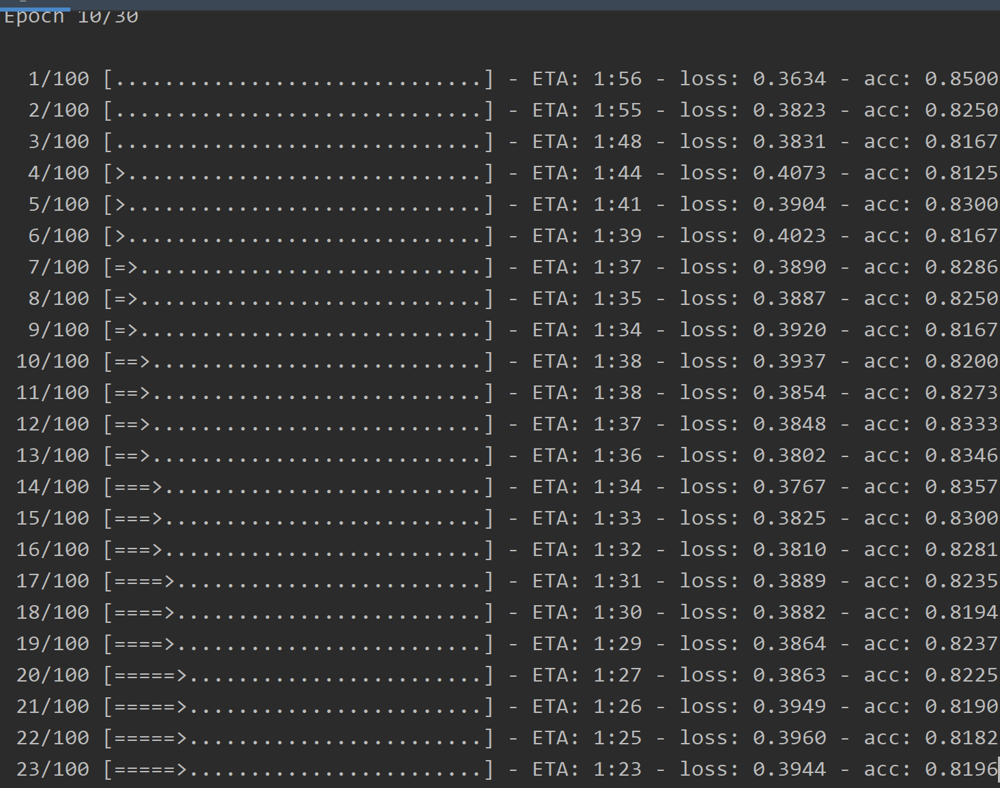 Epoch 10/30
1/100 [..............................] - ETA: 1:56 - loss: 0.3634 - acc: 0.8500
2/100 [..............................] - ETA: 1:55 - loss: 0.3823 - acc: 0.8250
3/100 [..............................] - ETA: 1:48 - loss: 0.3831 - acc: 0.8167
4/100 [>.............................] - ETA: 1:44 - loss: 0.4073 - acc: 0.8125
5/100 [>.............................] - ETA: 1:41 - loss: 0.3904 - acc: 0.8300
6/100 [>.............................] - ETA: 1:39 - loss: 0.4023 - acc: 0.8167
7/100 [=>............................] - ETA: 1:37 - loss: 0.3890 - acc: 0.8286
8/100 [=>............................] - ETA: 1:35 - loss: 0.3887 - acc: 0.8250
9/100 [=>............................] - ETA: 1:34 - loss: 0.3920 - acc: 0.8167
10/100 [==>...........................] - ETA: 1:38 - loss: 0.3937 - acc: 0.8200
11/100 [==>...........................] - ETA: 1:38 - loss: 0.3854 - acc: 0.8273
12/100 [==>...........................] - ETA: 1:37 - loss: 0.3848 - acc: 0.8333
13/100 [==>...........................] - ETA: 1:36 - loss: 0.3802 - acc: 0.8346
14/100 [===>..........................] - ETA: 1:34 - loss: 0.3767 - acc: 0.8357
15/100 [===>..........................] - ETA: 1:33 - loss: 0.3825 - acc: 0.8300
16/100 [===>..........................] - ETA: 1:32 - loss: 0.3810 - acc: 0.8281
17/100 [====>.........................] - ETA: 1:31 - loss: 0.3889 - acc: 0.8235
18/100 [====>.........................] - ETA: 1:30 - loss: 0.3882 - acc: 0.8194
19/100 [====>.........................] - ETA: 1:29 - loss: 0.3864 - acc: 0.8237
20/100 [=====>........................] - ETA: 1:27 - loss: 0.3863 - acc: 0.8225
21/100 [=====>........................] - ETA: 1:26 - loss: 0.3949 - acc: 0.8190
22/100 [=====>........................] - ETA: 1:25 - loss: 0.3960 - acc: 0.8182
23/100 [=====>........................] - ETA: 1:23 - loss: 0.3944 - acc: 0.8196